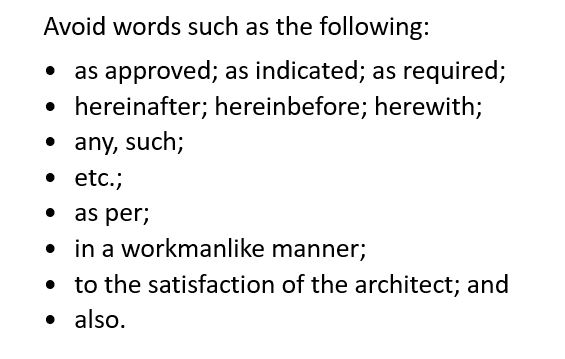 Avoid words such as the following:
• as approved; as indicated; as required;
• hereinafter; hereinbefore; herewith;
• any, such;
• etc.;
• as per;
• in a workmanlike manner;
• to the satisfaction of the architect; and
• also.